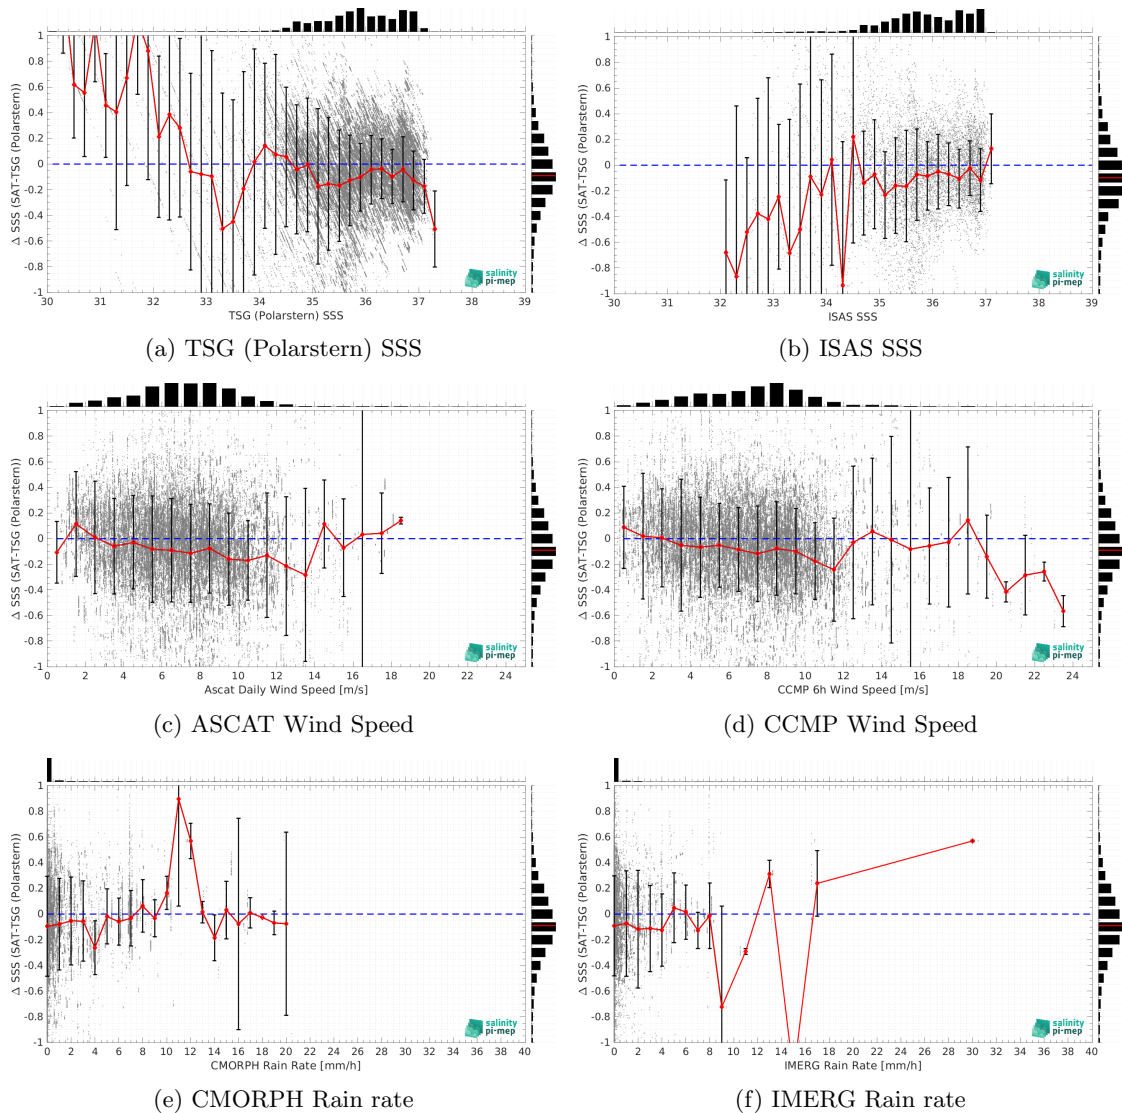 Δ SSS (SAT-TSG (Polarstern))
1
0.8
0.6
0.4
0.2
0
-0.2
-0.4
-0.6
-0.8
-1
30 31 32 33 34 35 36 37 38 39
TSG (Polarstern) SSS
salinity
pi-mep
(a) TSG (Polarstern) SSS
Δ SSS (SAT-TSG (Polarstern))
1
0.8
0.6
0.4
0.2
0
-0.2
-0.4
-0.6
-0.8
-1
30 31 32 33 34 35 36 37 38 39
ISAS SSS
salinity
pi-mep
(b) ISAS SSS
Δ SSS (SAT-TSG (Polarstern))
1
0.8
0.6
0.4
0.2
0
-0.2
-0.4
-0.6
-0.8
-1
0 2 4 6 8 10 12 14 16 18 20 22 24
Ascat Daily Wind Speed [m/s]
salinity
pi-mep
(c) ASCAT Wind Speed
Δ SSS (SAT-TSG (Polarstern))
1
0.8
0.6
0.4
0.2
0
-0.2
-0.4
-0.6
-0.8
-1
0 2 4 6 8 10 12 14 16 18 20 22 24
CCMP 6h Wind Speed [m/s]
salinity
pi-mep
(d) CCMP Wind Speed
Δ SSS (SAT-TSG (Polarstern))
1
0.8
0.6
0.4
0.2
0
-0.2
-0.4
-0.6
-0.8
-1
0 2 4 6 8 10 12 14 16 18 20 22 24 26 28 30 32 34 36 38 40
CMORPH Rain Rate [mm/h]
salinity
pi-mep
(e) CMORPH Rain rate
Δ SSS (SAT-TSG (Polarstern))
1
0.8
0.6
0.4
0.2
0
-0.2
-0.4
-0.6
-0.8
-1
0 2 4 6 8 10 12 14 16 18 20 22 24 26 28 30 32 34 36 38 40
IMERG Rain Rate [mm/h]
salinity
pi-mep
(f) IMERG Rain rate